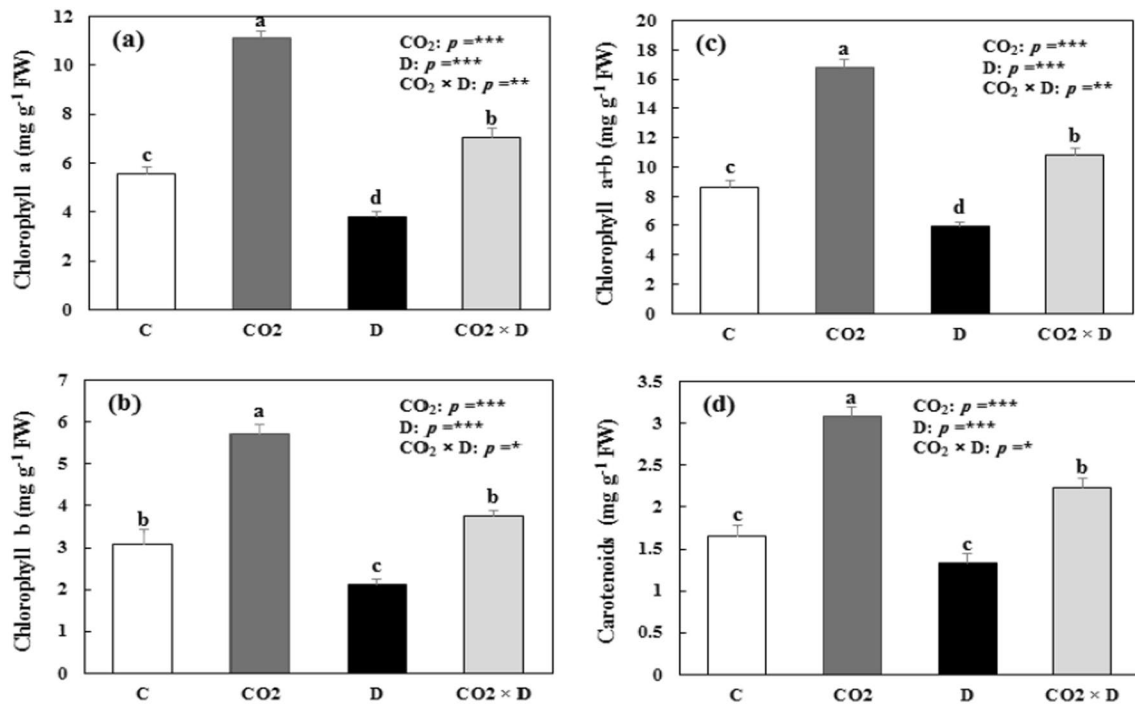 (a)
Chlorophyll a (mg g⁻¹ FW)
12
10
8
6
4
2
0
CO₂: p =***
D: p =***
CO₂ × D: p =**
c
a
d
b
C
CO2
D
CO2 × D
(c)
Chlorophyll a+b (mg g⁻¹ FW)
20
18
16
14
12
10
8
6
4
2
0
CO₂: p =***
D: p =***
CO₂ × D: p =**
c
a
d
b
C
CO2
D
CO2 × D
(b)
Chlorophyll b (mg g⁻¹ FW)
7
6
5
4
3
2
1
0
CO₂: p =***
D: p =***
CO₂ × D: p =*
b
a
c
b
C
CO2
D
CO2 × D
(d)
Carotenoids (mg g⁻¹ FW)
3.5
3
2.5
2
1.5
1
0.5
0
CO₂: p =***
D: p =***
CO₂ × D: p =*
c
a
c
b
C
CO2
D
CO2 × D